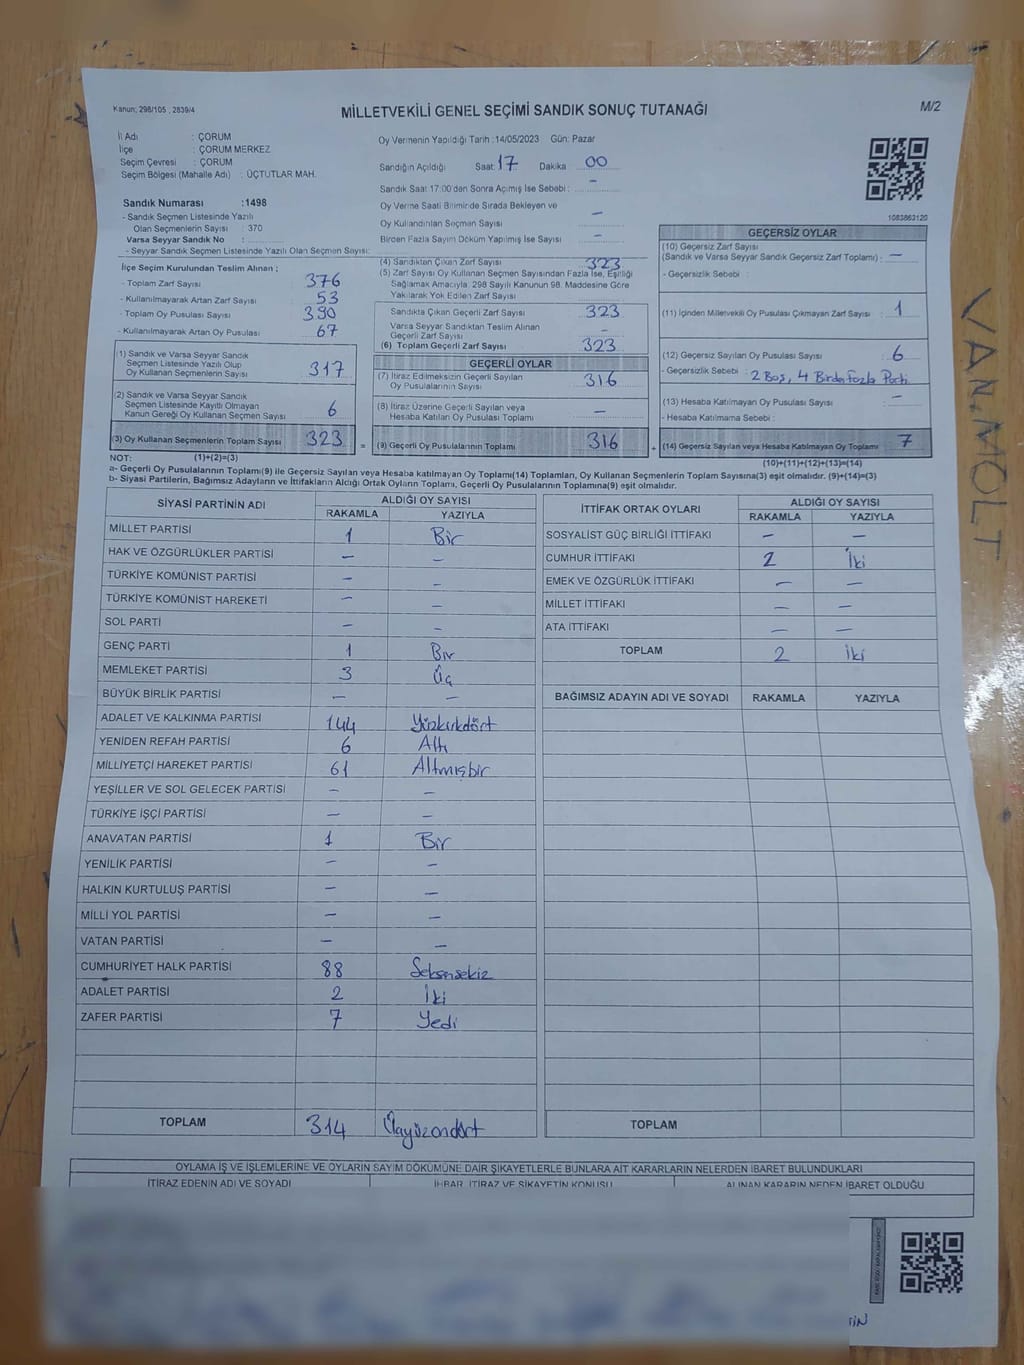 Kanun; 298/105 , 2839/4
MİLLETVEKİLİ GENEL SEÇİMİ SANDIK SONUÇ TUTANAĞI
M/2
İl Adı : ÇORUM
İlçe : ÇORUM MERKEZ
Seçim Çevresi : ÇORUM
Seçim Bölgesi (Mahalle Adı) : ÜÇTUTLAR MAH.
Sandık Numarası :1498
- Sandık Seçmen Listesinde Yazılı
Olan Seçmenlerin Sayısı : 370
Varsa Seyyar Sandık No :
- Seyyar Sandık Seçmen Listesinde Yazılı Olan Seçmen Sayısı:
Oy Vermenin Yapıldığı Tarih :14/05/2023 Gün: Pazar
Sandığın Açıldığı Saat: 17 Dakika 00
Sandık Saat 17:00'den Sonra Açımış İse Sebebi : –
Oy Verme Saati Bitiminde Sırada Bekleyen ve
Oy Kullandırılan Seçmen Sayısı –
Birden Fazla Sayım Döküm Yapılmış İse Sayısı –
1083863120
İlçe Seçim Kurulundan Teslim Alınan ;
- Toplam Zarf Sayısı 376
- Kullanılmayarak Artan Zarf Sayısı 53
- Toplam Oy Pusulası Sayısı 390
- Kullanılmayarak Artan Oy Pusulası 67
(1) Sandık ve Varsa Seyyar Sandık
Seçmen Listesinde Yazılı Olup
Oy Kullanan Seçmenlerin Sayısı 317
(2) Sandık ve Varsa Seyyar Sandık
Seçmen Listesinde Kayıtlı Olmayan
Kanun Gereği Oy Kullanan Seçmen Sayısı 6
(3) Oy Kullanan Seçmenlerin Toplam Sayısı 323 =
(4) Sandıktan Çıkan Zarf Sayısı 323
(5) Zarf Sayısı Oy Kullanan Seçmen Sayısından Fazla İse, Eşitliği
Sağlamak Amacıyla, 298 Sayılı Kanunun 98. Maddesine Göre
Yakılarak Yok Edilen Zarf Sayısı
Sandıkta Çıkan Geçerli Zarf Sayısı 323
Varsa Seyyar Sandıktan Teslim Alınan
Geçerli Zarf Sayısı –
(6) Toplam Geçerli Zarf Sayısı 323
GEÇERLİ OYLAR
(7) İtiraz Edilmeksizin Geçerli Sayılan
Oy Pusulalarının Sayısı 316
(8) İtiraz Üzerine Geçerli Sayılan veya
Hesaba Katılan Oy Pusulası Toplamı –
(9) Geçerli Oy Pusulalarının Toplamı 316 +
GEÇERSİZ OYLAR
(10) Geçersiz Zarf Sayısı
(Sandık ve Varsa Seyyar Sandık Geçersiz Zarf Toplamı) : –
- Geçersizlik Sebebi :
(11) İçinden Milletvekili Oy Pusulası Çıkmayan Zarf Sayısı 1
(12) Geçersiz Sayılan Oy Pusulası Sayısı 6
- Geçersizlik Sebebi : 2 Boş, 4 Birden Fazla Parti
(13) Hesaba Katılmayan Oy Pusulası Sayısı –
- Hesaba Katılmama Sebebi :
(14) Geçersiz Sayılan veya Hesaba Katılmayan Oy Toplamı 7
NOT: (1)+(2)=(3)
(10)+(11)+(12)+(13)=(14)
a- Geçerli Oy Pusulalarının Toplamı(9) ile Geçersiz Sayılan veya Hesaba Katılmayan Oy Toplamı(14) Toplamları, Oy Kullanan Seçmenlerin Toplam Sayısına(3) eşit olmalıdır. (9)+(14)=(3)
b- Siyasi Partilerin, Bağımsız Adayların ve İttifakların Aldığı Ortak Oyların Toplamı, Geçerli Oy Pusulalarının Toplamına(9) eşit olmalıdır.
SİYASİ PARTİNİN ADI ALDIĞI OY SAYISI
RAKAMLA YAZIYLA
MİLLET PARTİSİ 1 Bir
HAK VE ÖZGÜRLÜKLER PARTİSİ – –
TÜRKİYE KOMÜNİST PARTİSİ – –
TÜRKİYE KOMÜNİST HAREKETİ – –
SOL PARTİ – –
GENÇ PARTİ 1 Bir
MEMLEKET PARTİSİ 3 Üç
BÜYÜK BİRLİK PARTİSİ – –
ADALET VE KALKINMA PARTİSİ 144 Yüzkırkdört
YENİDEN REFAH PARTİSİ 6 Altı
MİLLİYETÇİ HAREKET PARTİSİ 61 Altmışbir
YEŞİLLER VE SOL GELECEK PARTİSİ – –
TÜRKİYE İŞÇİ PARTİSİ – –
ANAVATAN PARTİSİ 1 Bir
YENİLİK PARTİSİ – –
HALKIN KURTULUŞ PARTİSİ – –
MİLLİ YOL PARTİSİ – –
VATAN PARTİSİ – –
CUMHURİYET HALK PARTİSİ 88 Seksensekiz
ADALET PARTİSİ 2 İki
ZAFER PARTİSİ 7 Yedi
TOPLAM 314 Üçyüzondört
İTTİFAK ORTAK OYLARI ALDIĞI OY SAYISI
RAKAMLA YAZIYLA
SOSYALİST GÜÇ BİRLİĞİ İTTİFAKI – –
CUMHUR İTTİFAKI 2 İki
EMEK VE ÖZGÜRLÜK İTTİFAKI – –
MİLLET İTTİFAKI – –
ATA İTTİFAKI – –
TOPLAM 2 İki
BAĞIMSIZ ADAYIN ADI VE SOYADI RAKAMLA YAZIYLA
TOPLAM
OYLAMA İŞ VE İŞLEMLERİNE VE OYLARIN SAYIM DÖKÜMÜNE DAİR ŞİKAYETLERLE BUNLARA AİT KARARLARIN NELERDEN İBARET BULUNDUKLARI
İTİRAZ EDENİN ADI VE SOYADI İHBAR, İTİRAZ VE ŞİKAYETİN KONUSU ALINAN KARARIN NEDEN İBARET OLDUĞU
VAN.MOLT